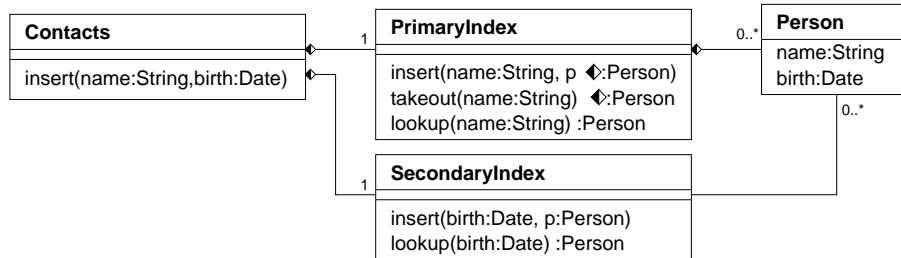 Contacts
insert(name:String,birth:Date)
1
PrimaryIndex
insert(name:String, p :Person)
takeout(name:String) :Person
lookup(name:String) :Person
0..*
Person
name:String
birth:Date
0..*
1
SecondaryIndex
insert(birth:Date, p:Person)
lookup(birth:Date) :Person